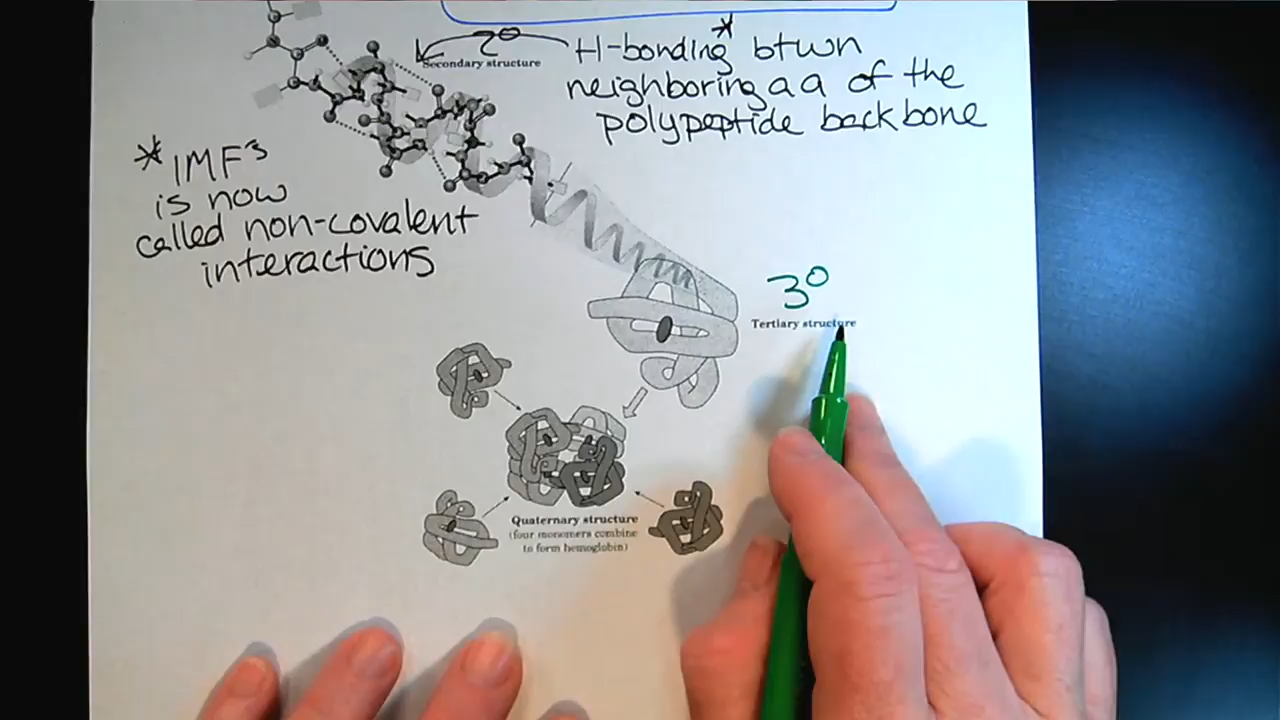 2°
Secondary structure
H-bonding* btwn
neighboring aa of the
polypeptide backbone
*IMF's
is now
called non-covalent
interactions
3°
Tertiary structure
Quaternary structure
(four monomers combine
to form hemoglobin)